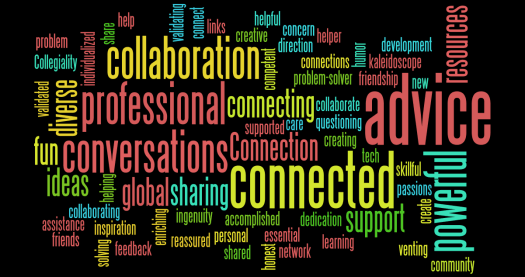 help
share
validating
connect
links
helpful
creative
concern
direction
helper
problem
Collegiality
individualized
collaboration
competent
connections
humor
development
kaleidoscope
problem-solver
friendship
new
resources
validated
diverse
professional
connecting
collaborate
supported
care
questioning
creating
advice
fun
conversations
Connection
tech
skillful
ideas
helping
global
sharing
connected
passions
powerful
collaborating
assistance
friends
inspiration
solving
feedback
enriching
ingenuity
reassured
accomplished
personal
shared
honest
essential
network
dedication
learning
support
create
venting
community